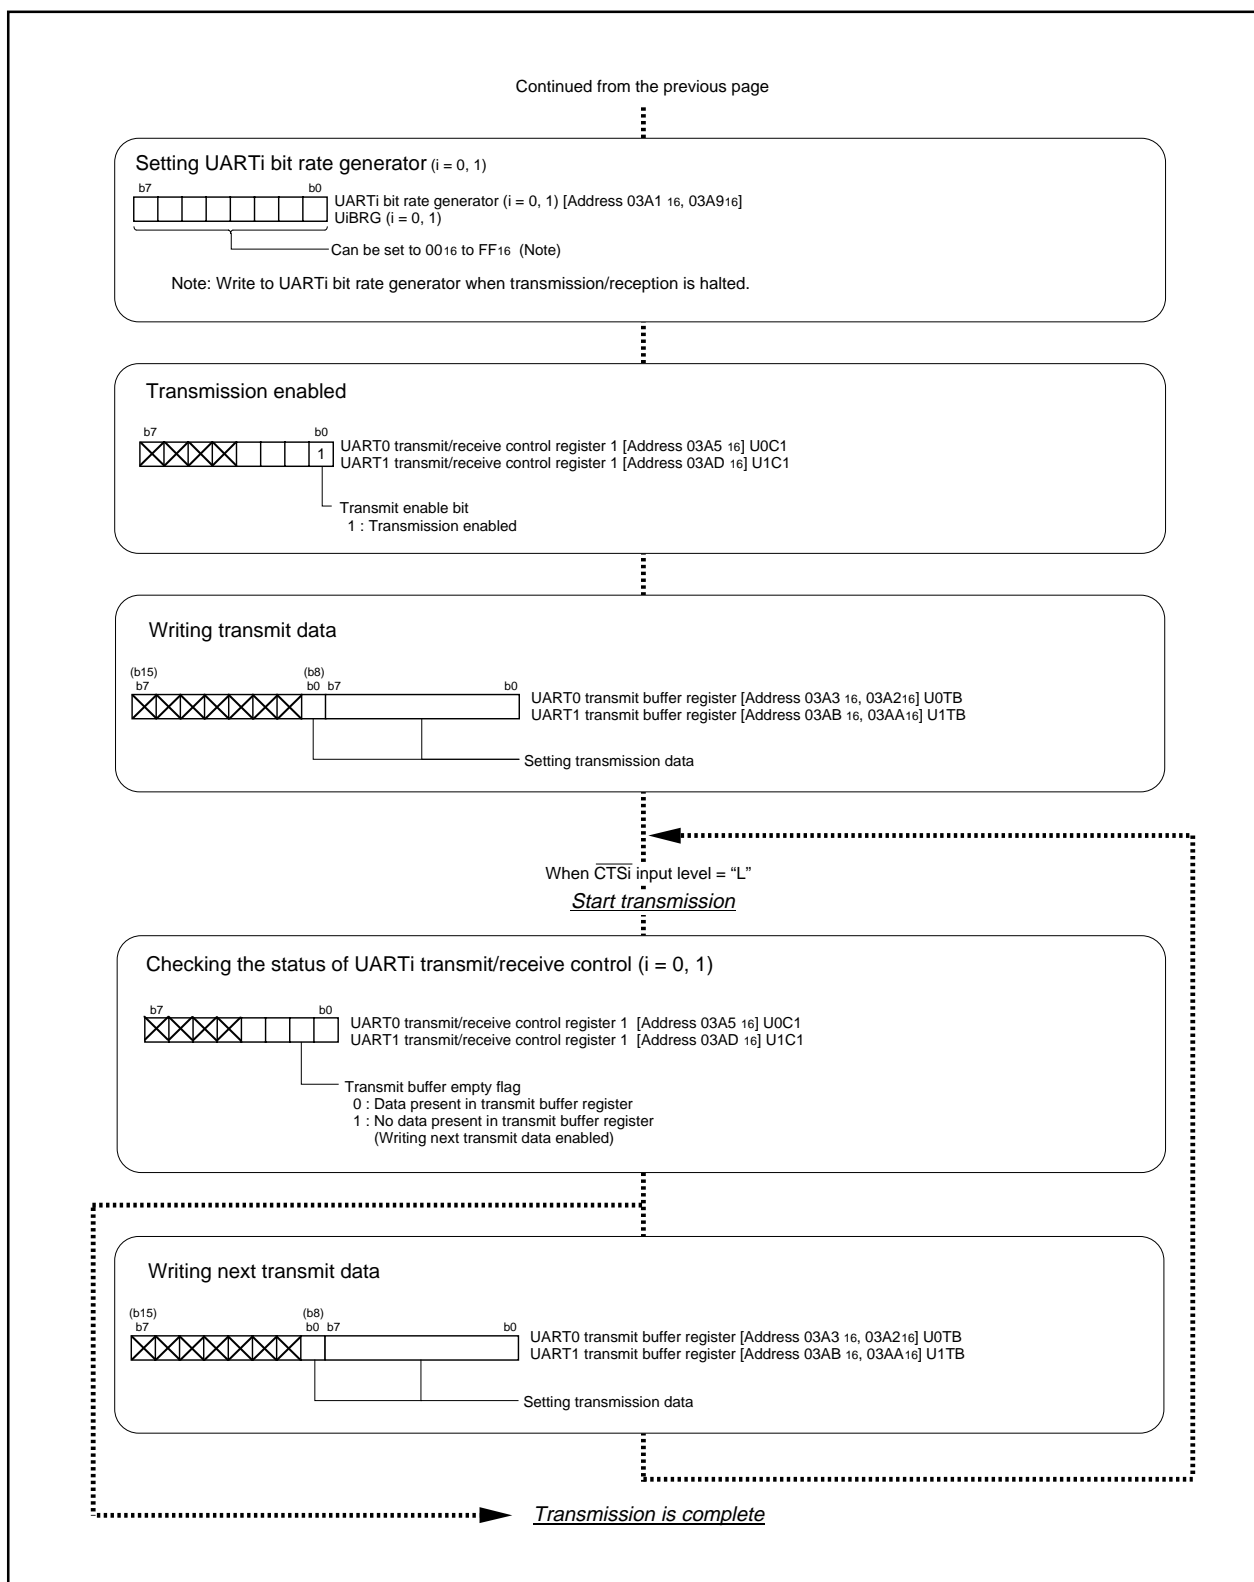 Continued from the previous page
Setting UARTi bit rate generator (i = 0, 1)
b7 b0
UARTi bit rate generator (i = 0, 1) [Address 03A1 16, 03A916]
UiBRG (i = 0, 1)
Can be set to 0016 to FF16 (Note)
Note: Write to UARTi bit rate generator when transmission/reception is halted.
Transmission enabled
b7 b0
1
UART0 transmit/receive control register 1 [Address 03A5 16] U0C1
UART1 transmit/receive control register 1 [Address 03AD 16] U1C1
Transmit enable bit
1 : Transmission enabled
Writing transmit data
(b15) (b8)
b7 b0 b7 b0
UART0 transmit buffer register [Address 03A3 16, 03A216] U0TB
UART1 transmit buffer register [Address 03AB 16, 03AA16] U1TB
Setting transmission data
When C̅T̅S̅i̅ input level = “L”
Start transmission
Checking the status of UARTi transmit/receive control (i = 0, 1)
b7 b0
UART0 transmit/receive control register 1 [Address 03A5 16] U0C1
UART1 transmit/receive control register 1 [Address 03AD 16] U1C1
Transmit buffer empty flag
0 : Data present in transmit buffer register
1 : No data present in transmit buffer register
(Writing next transmit data enabled)
Writing next transmit data
(b15) (b8)
b7 b0 b7 b0
UART0 transmit buffer register [Address 03A3 16, 03A216] U0TB
UART1 transmit buffer register [Address 03AB 16, 03AA16] U1TB
Setting transmission data
Transmission is complete